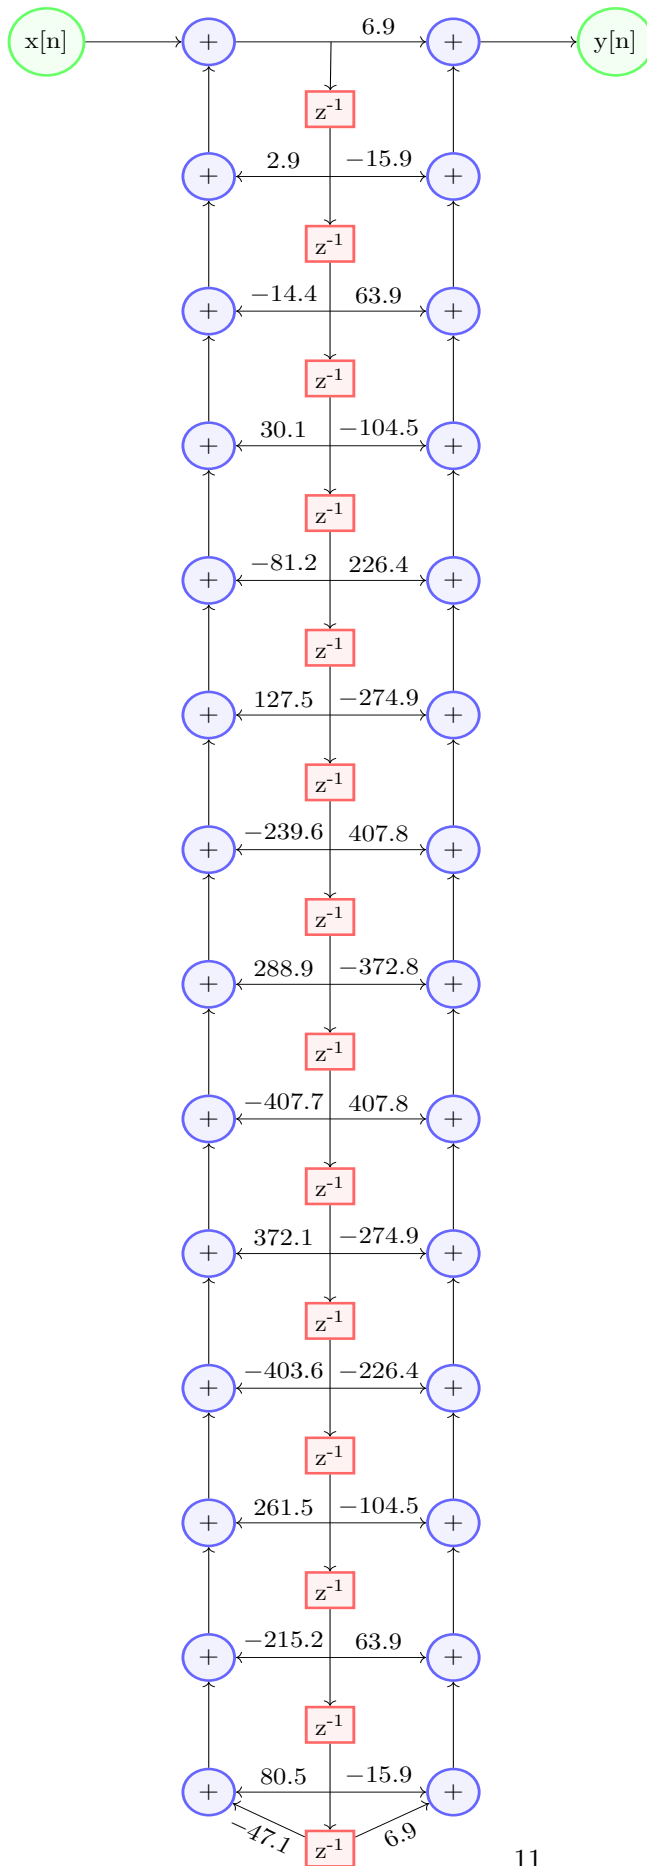 6.9
x[n] + + y[n]
z-1
2.9 −15.9
+ +
z-1
−14.4 63.9
+ +
z-1
30.1 −104.5
+ +
z-1
−81.2 226.4
+ +
z-1
127.5 −274.9
+ +
z-1
−239.6 407.8
+ +
z-1
288.9 −372.8
+ +
z-1
−407.7 407.8
+ +
z-1
372.1 −274.9
+ +
z-1
−403.6 −226.4
+ +
z-1
261.5 −104.5
+ +
z-1
−215.2 63.9
+ +
z-1
80.5 −15.9
+ +
−47.1 6.9
z-1
11